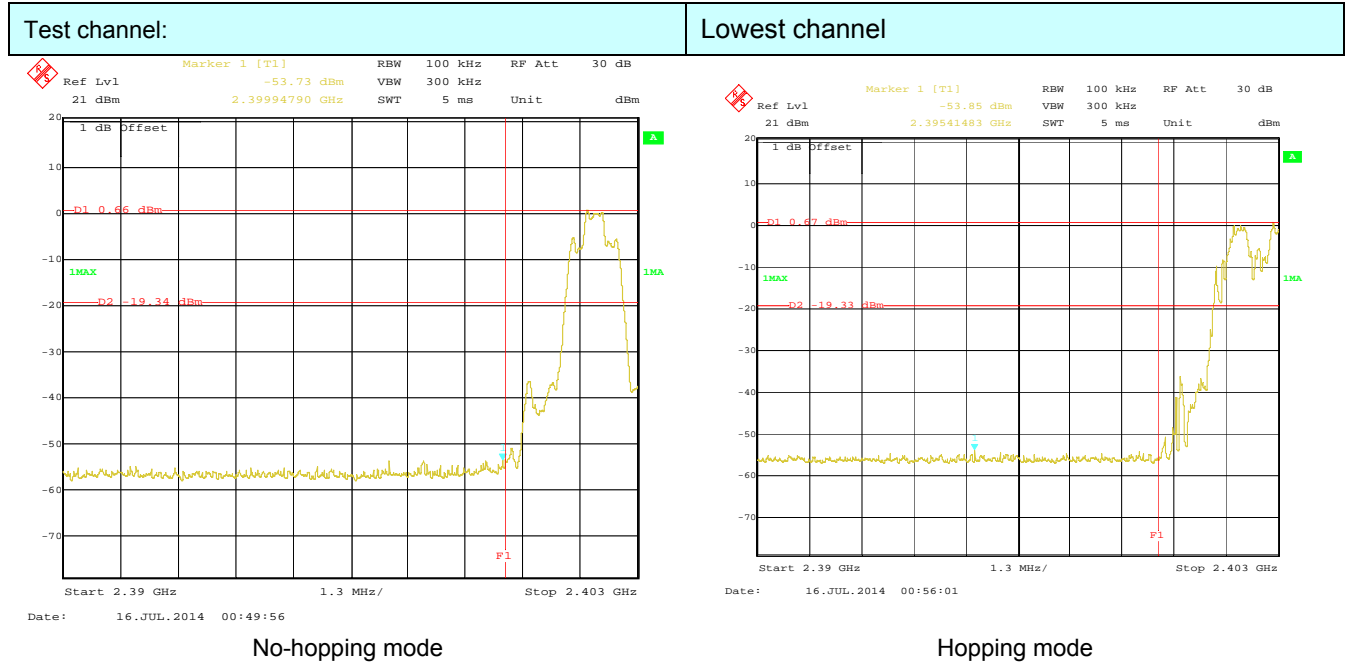 Test channel:
Lowest channel
R S
Marker 1 [T1] RBW 100 kHz RF Att 30 dB
Ref Lvl -53.73 dBm VBW 300 kHz
21 dBm 2.39994790 GHz SWT 5 ms Unit dBm
20
1 dB Offset
A
10
D1 0.66 dBm
0
-10
1MAX
1MA
D2 -19.34 dBm
-20
-30
-40
-50
1
-60
-70
F1
Start 2.39 GHz 1.3 MHz/ Stop 2.403 GHz
Date: 16.JUL.2014 00:49:56
No-hopping mode
R S
Marker 1 [T1] RBW 100 kHz RF Att 30 dB
Ref Lvl -53.85 dBm VBW 300 kHz
21 dBm 2.39541483 GHz SWT 5 ms Unit dBm
20
1 dB Offset
A
10
D1 0.67 dBm
0
-10
1MAX
1MA
D2 -19.33 dBm
-20
-30
-40
-50
1
-60
-70
F1
Start 2.39 GHz 1.3 MHz/ Stop 2.403 GHz
Date: 16.JUL.2014 00:56:01
Hopping mode